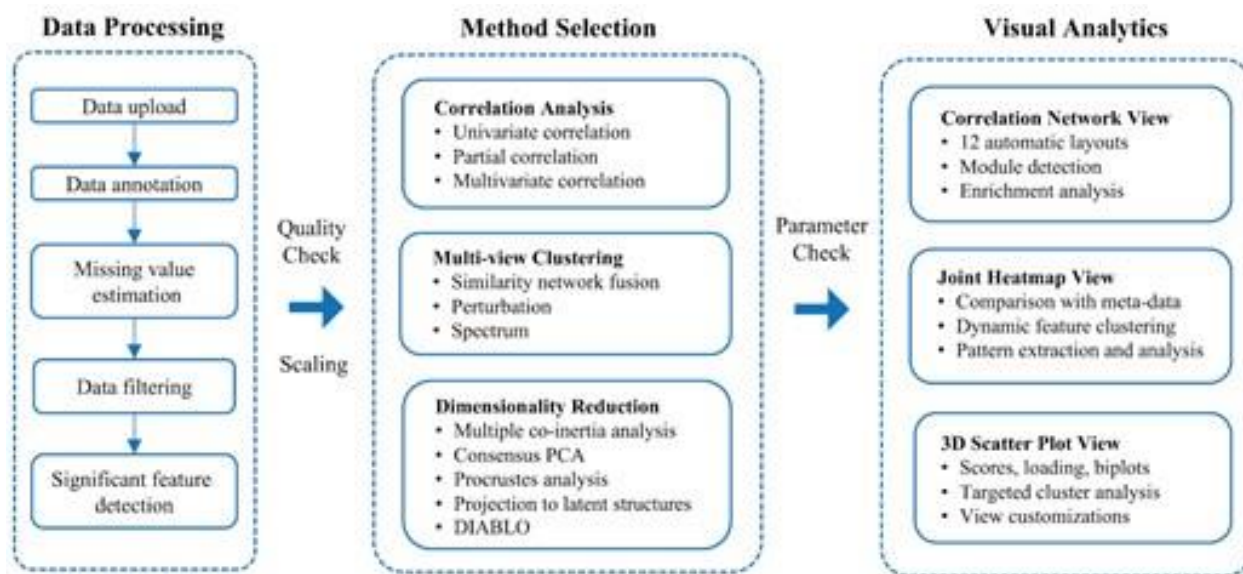 Data Processing
Data upload
Data annotation
Missing value
estimation
Data filtering
Significant feature
detection
Quality
Check
Scaling
Method Selection
Correlation Analysis
• Univariate correlation
• Partial correlation
• Multivariate correlation
Multi-view Clustering
• Similarity network fusion
• Perturbation
• Spectrum
Dimensionality Reduction
• Multiple co-inertia analysis
• Consensus PCA
• Procrustes analysis
• Projection to latent structures
• DIABLO
Parameter
Check
Visual Analytics
Correlation Network View
• 12 automatic layouts
• Module detection
• Enrichment analysis
Joint Heatmap View
• Comparison with meta-data
• Dynamic feature clustering
• Pattern extraction and analysis
3D Scatter Plot View
• Scores, loading, biplots
• Targeted cluster analysis
• View customizations